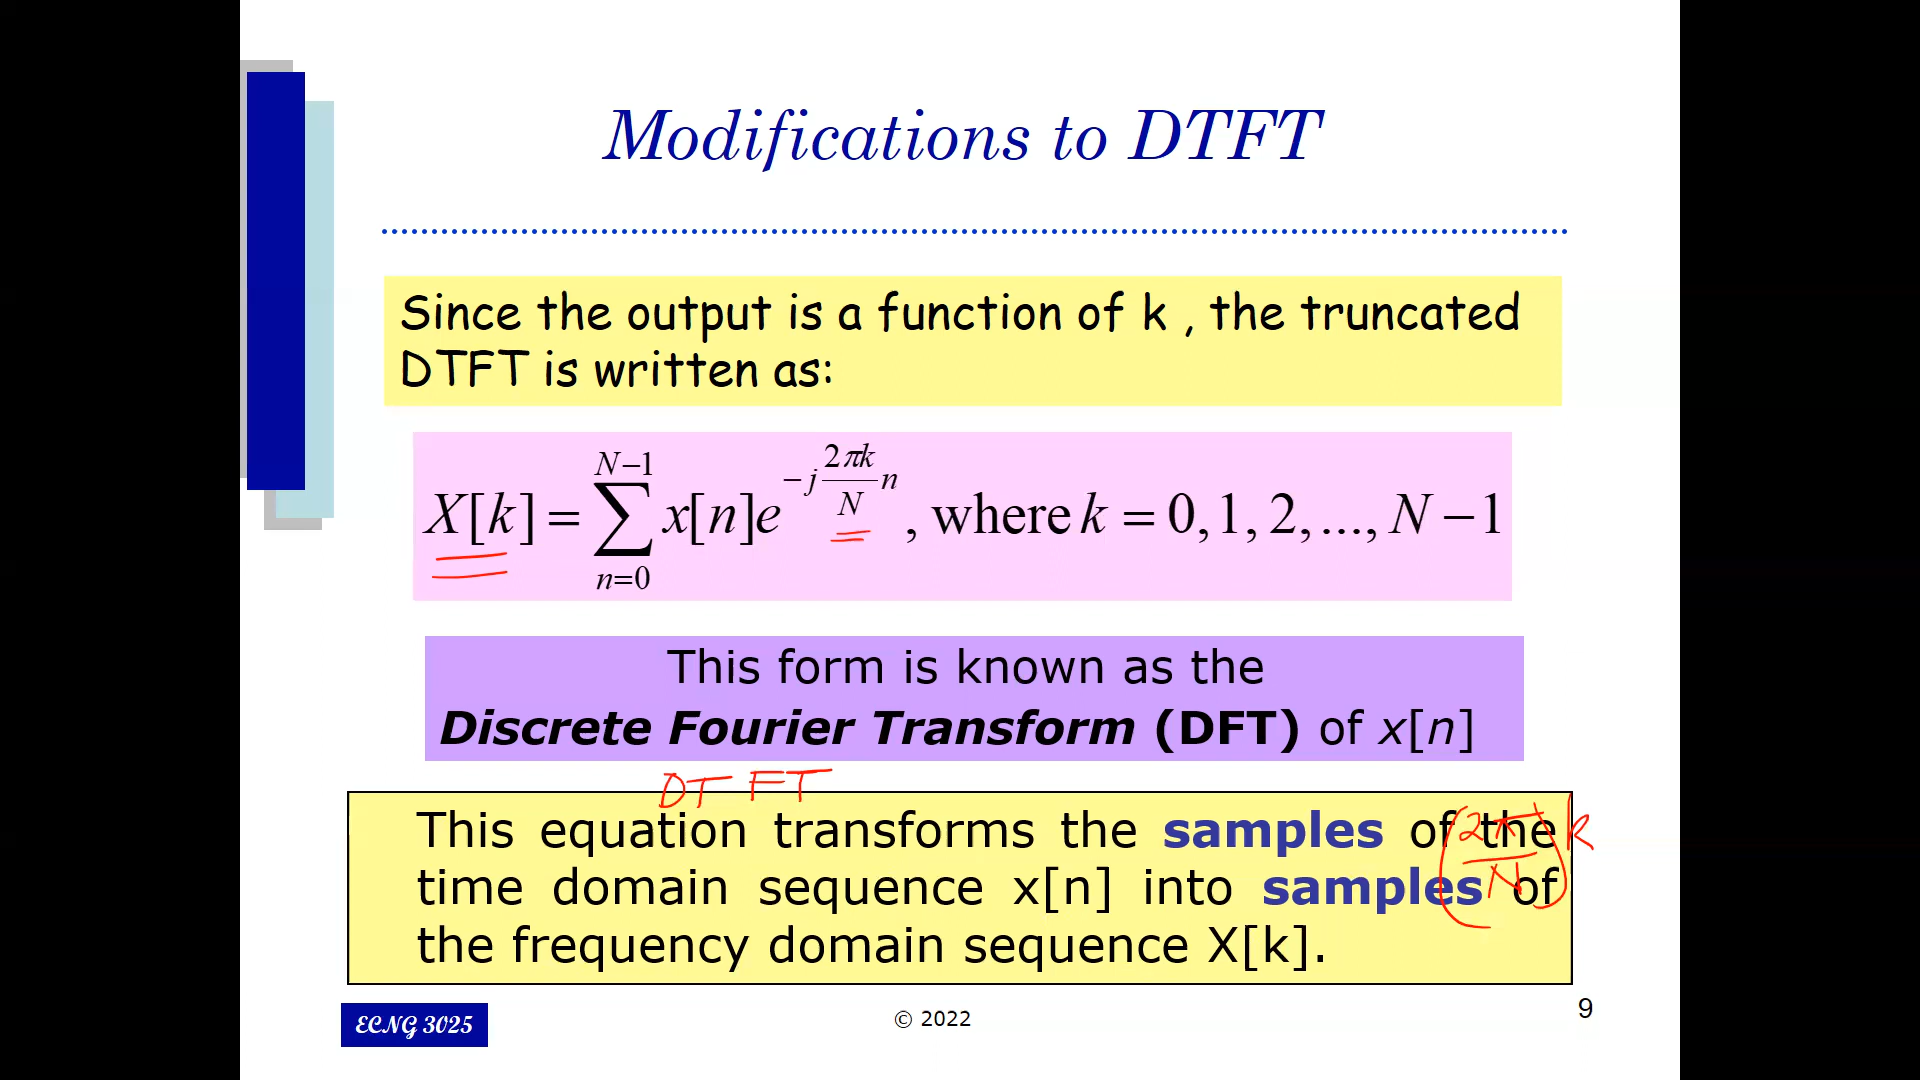 Modifications to DTFT
Since the output is a function of k , the truncated
DTFT is written as:
X[k] = \sum_{n=0}^{N-1} x[n]e^{-j\frac{2πk}{N}n} , where k = 0, 1, 2, ..., N − 1
This form is known as the
Discrete Fourier Transform (DFT) of x[n]
DT FT
This equation transforms the samples of the
time domain sequence x[n] into samples of
the frequency domain sequence X[k].
(2π/N) k
ECNG 3025
© 2022
9